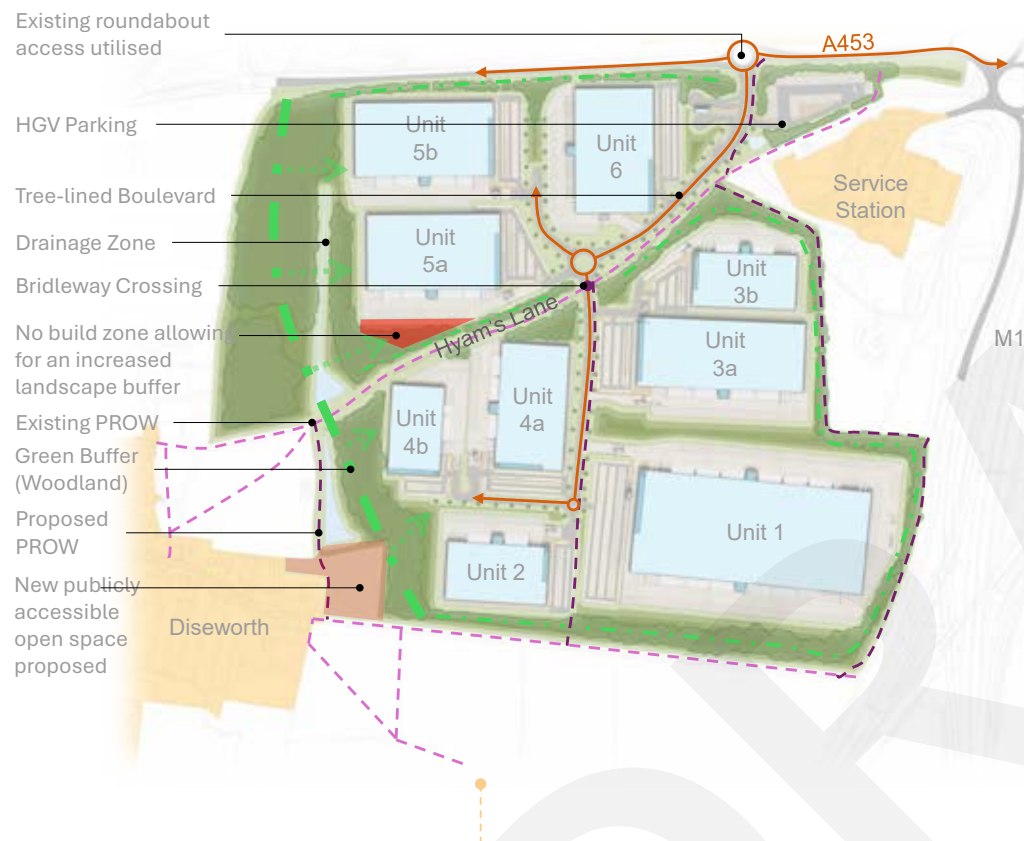 Existing roundabout
access utilised
A453
HGV Parking
Unit
5b
Unit
6
Tree-lined Boulevard
Service
Station
Drainage Zone
Unit
5a
Bridleway Crossing
Unit
3b
Hyam's Lane
No build zone allowing
for an increased
landscape buffer
Unit
3a
M1
Existing PROW
Unit
4b
Unit
4a
Green Buffer
(Woodland)
Proposed
PROW
Unit 1
Unit 2
New publicly
accessible
open space
proposed
Diseworth